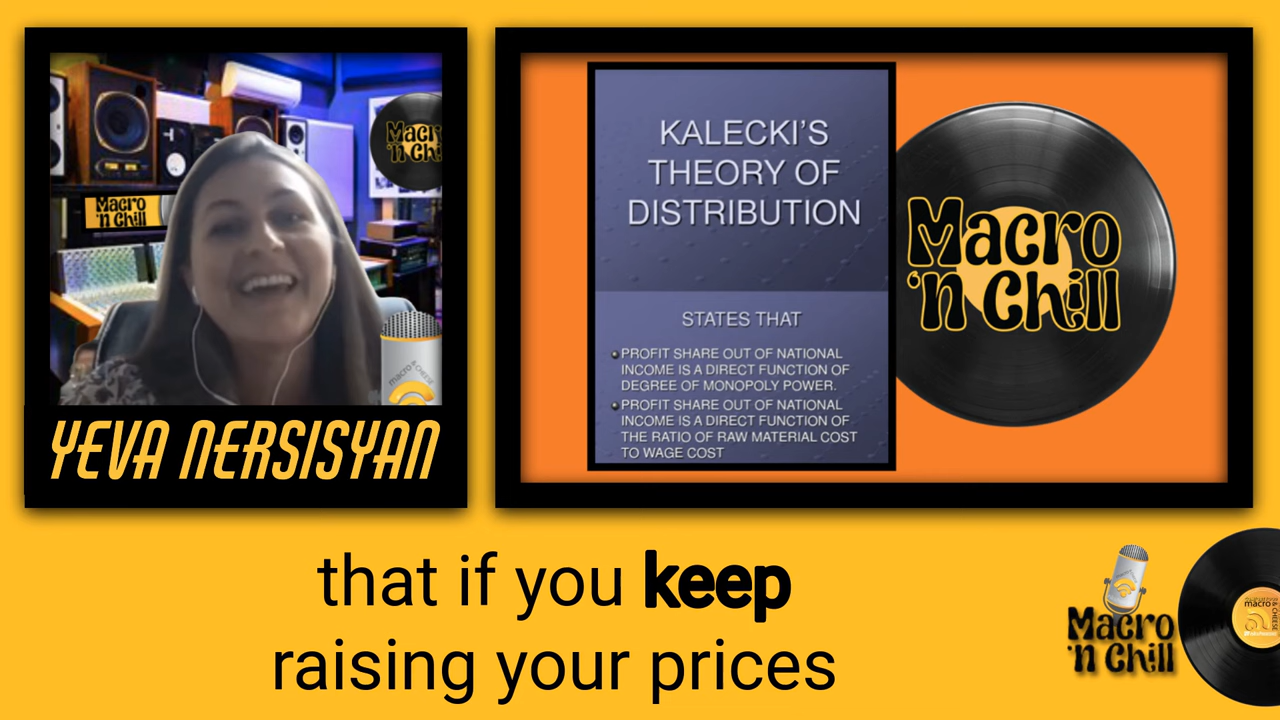 Macro
'n Chill
YEVA NERSISYAN
KALECKI'S
THEORY OF
DISTRIBUTION
STATES THAT
PROFIT SHARE OUT OF NATIONAL
INCOME IS A DIRECT FUNCTION OF
DEGREE OF MONOPOLY POWER.
PROFIT SHARE OUT OF NATIONAL
INCOME IS A DIRECT FUNCTION OF
THE RATIO OF RAW MATERIAL COST
TO WAGE COST
Macro
'n Chill
that if you keep
raising your prices
Macro
'n Chill
macro
& CHEESE